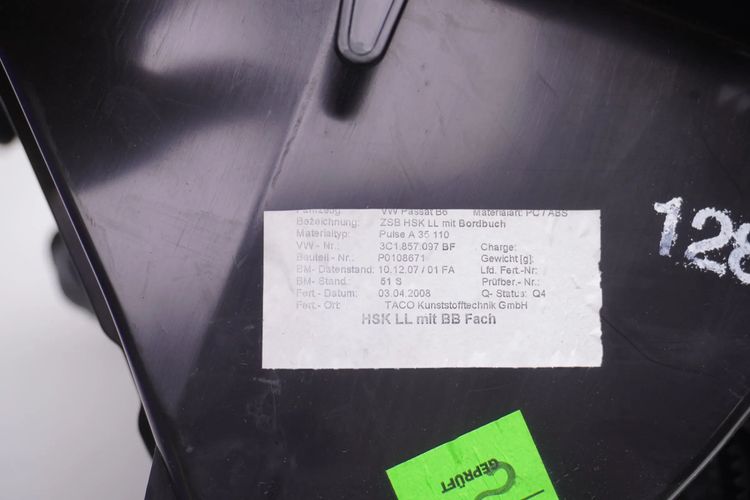 Fahrzeug: VW Passat B6 Materialart: PC / ABS
Bezeichnung: ZSB HSK LL mit Bordbuch
Materialtyp: Pulse A 35 110
VW - Nr.: 3C1.857.097 BF Charge:
Bauteil - Nr.: P0108671 Gewicht [g]:
BM- Datenstand: 10.12.07 / 01 FA Lfd. Fert.-Nr:
BM- Stand: 51 S Prüfber.- Nr.:
Fert.- Datum: 03.04.2008 Q- Status: Q4
Fert.- Ort: TACO Kunststofftechnik GmbH
HSK LL mit BB Fach
128
GEPRÜFT